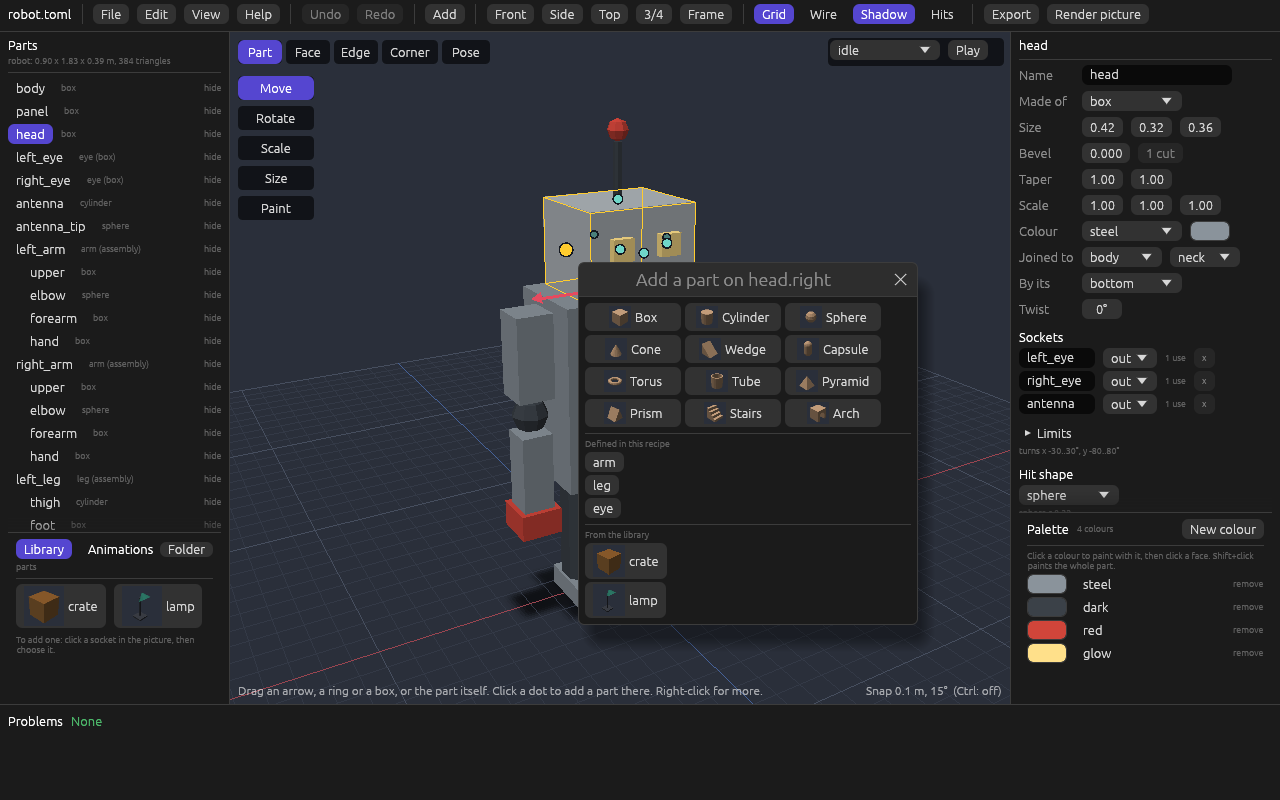 robot.toml File Edit View Help Undo Redo Add Front Side Top 3/4 Frame Grid Wire Shadow Hits Export Render picture
Parts
robot: 0.90 x 1.83 x 0.39 m, 384 triangles
body box hide
panel box hide
head box hide
left_eye eye (box) hide
right_eye eye (box) hide
antenna cylinder hide
antenna_tip sphere hide
left_arm arm (assembly) hide
upper box hide
elbow sphere hide
forearm box hide
hand box hide
right_arm arm (assembly) hide
upper box hide
elbow sphere hide
forearm box hide
hand box hide
left_leg leg (assembly) hide
thigh cylinder hide
foot box hide
Library Animations Folder
parts
crate lamp
To add one: click a socket in the picture, then
choose it.
Part Face Edge Corner Pose
Move
Rotate
Scale
Size
Paint
idle Play
Add a part on head.right
Box Cylinder Sphere
Cone Wedge Capsule
Torus Tube Pyramid
Prism Stairs Arch
Defined in this recipe
arm
leg
eye
From the library
crate
lamp
Drag an arrow, a ring or a box, or the part itself. Click a dot to add a part there. Right-click for more.
Snap 0.1 m, 15° (Ctrl: off)
head
Name head
Made of box
Size 0.42 0.32 0.36
Bevel 0.000 1 cut
Taper 1.00 1.00
Scale 1.00 1.00 1.00
Colour steel
Joined to body neck
By its bottom
Twist 0°
Sockets
left_eye out 1 use x
right_eye out 1 use x
antenna out 1 use x
Limits
turns x -30..30°, y -80..80°
Hit shape
sphere
Palette 4 colours New colour
Click a colour to paint with it, then click a face. Shift+click
paints the whole part.
steel remove
dark remove
red remove
glow remove
Problems None